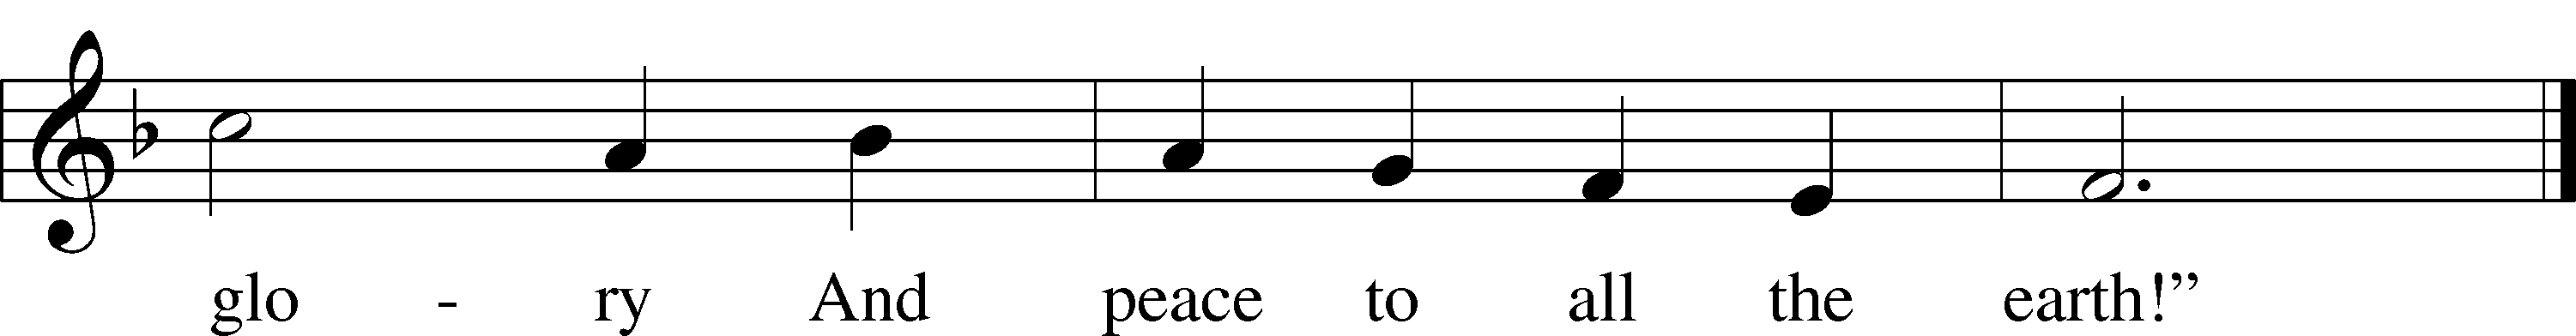 glo - ry And peace to all the earth!”